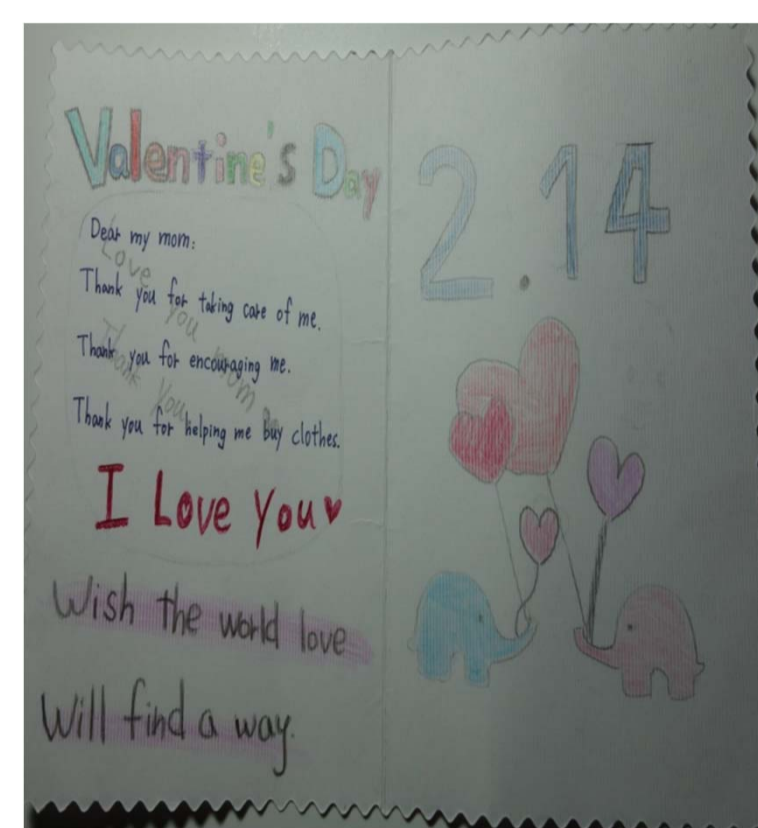 Valentine's Day
Dear my mom:
Love you mom
Thank you for taking care of me.
Thank you for encouraging me.
Thank you
Thank you for helping me buy clothes.
I Love You
Wish the world love
Will find a way.
2.14